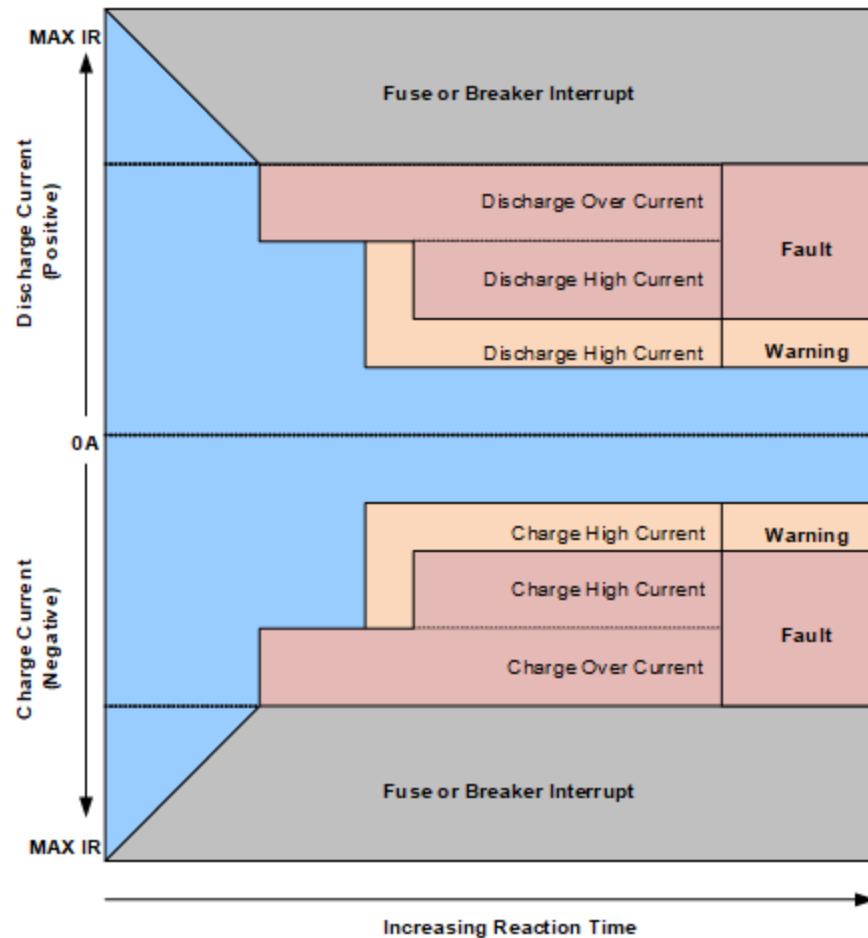 MAX IR
Fuse or Breaker Interrupt
Discharge Current
(Positive)
Discharge Over Current
Fault
Discharge High Current
Discharge High Current
Warning
0A
Charge High Current
Warning
Charge High Current
Charge Current
(Negative)
Fault
Charge Over Current
Fuse or Breaker Interrupt
MAX IR
Increasing Reaction Time